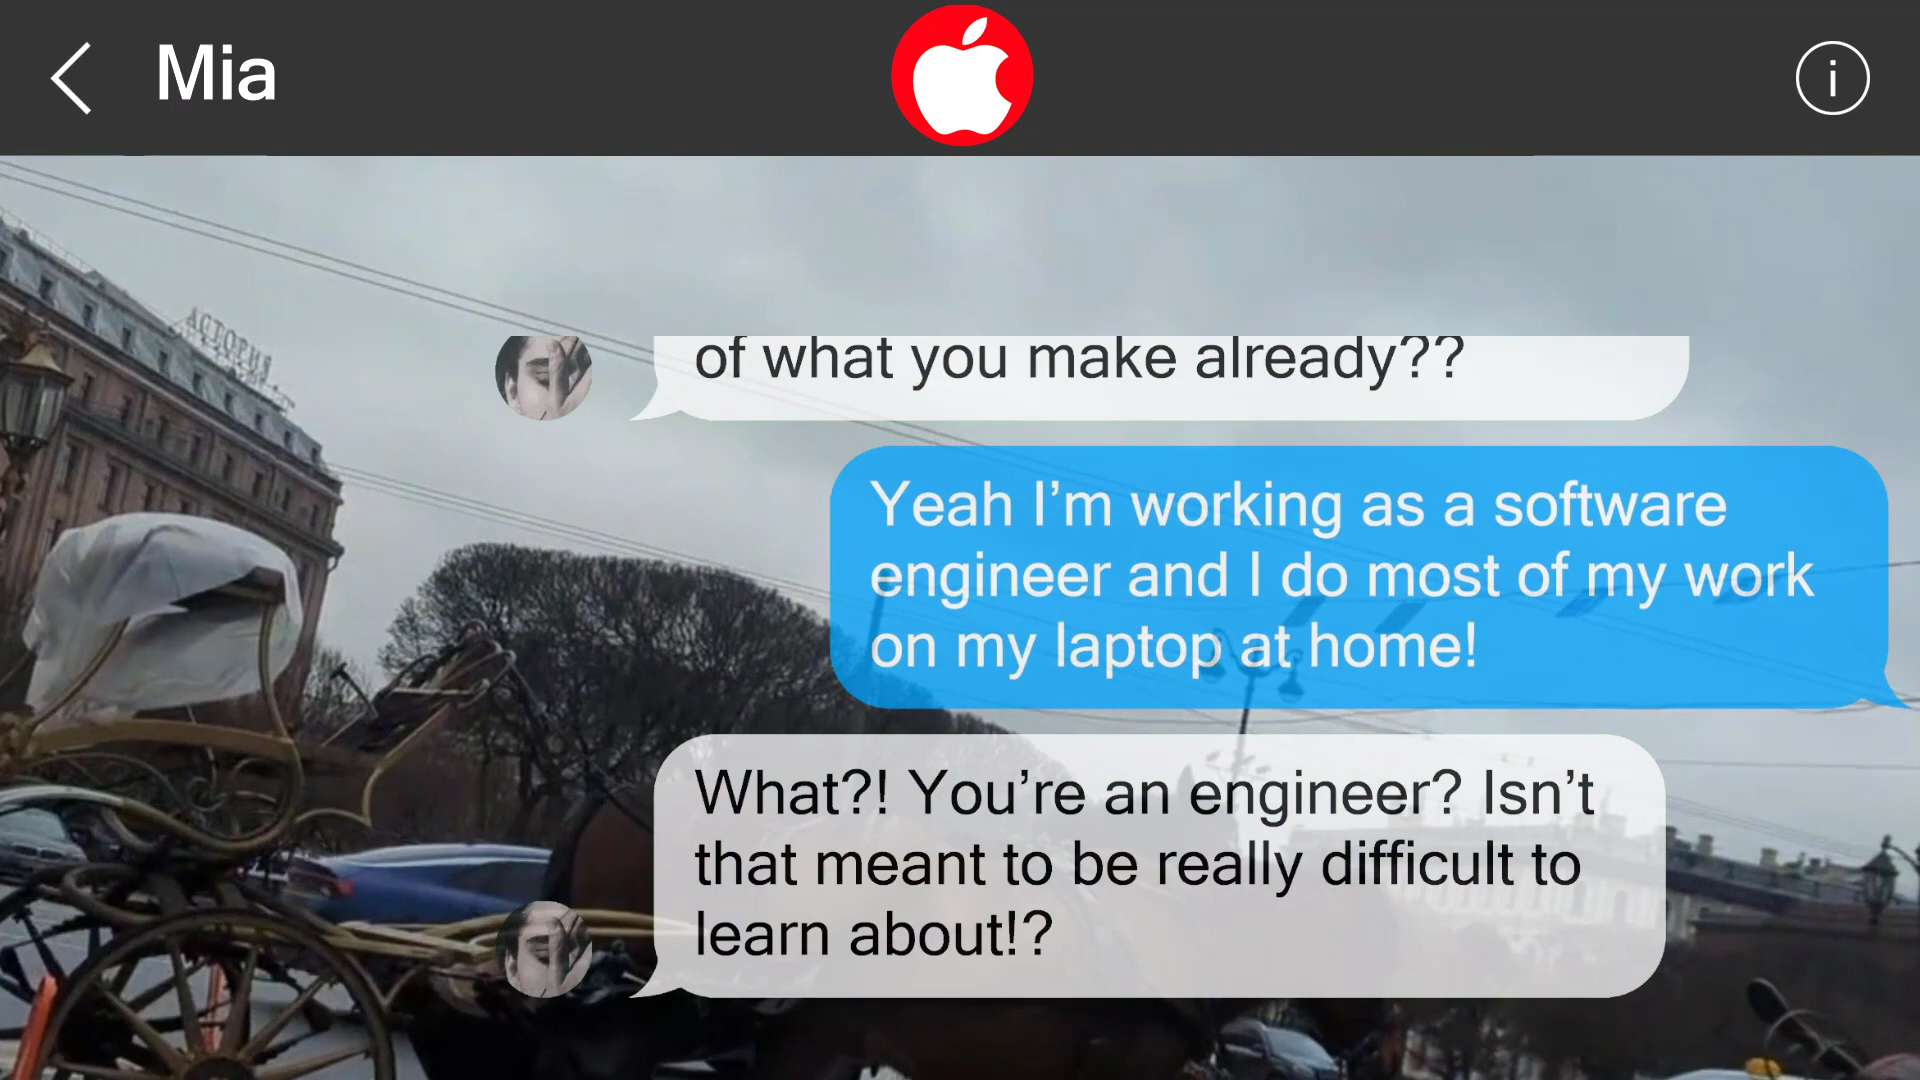 Mia
i
АСТОРИЯ
of what you make already??
Yeah I’m working as a software
engineer and I do most of my work
on my laptop at home!
What?! You’re an engineer? Isn’t
that meant to be really difficult to
learn about!?